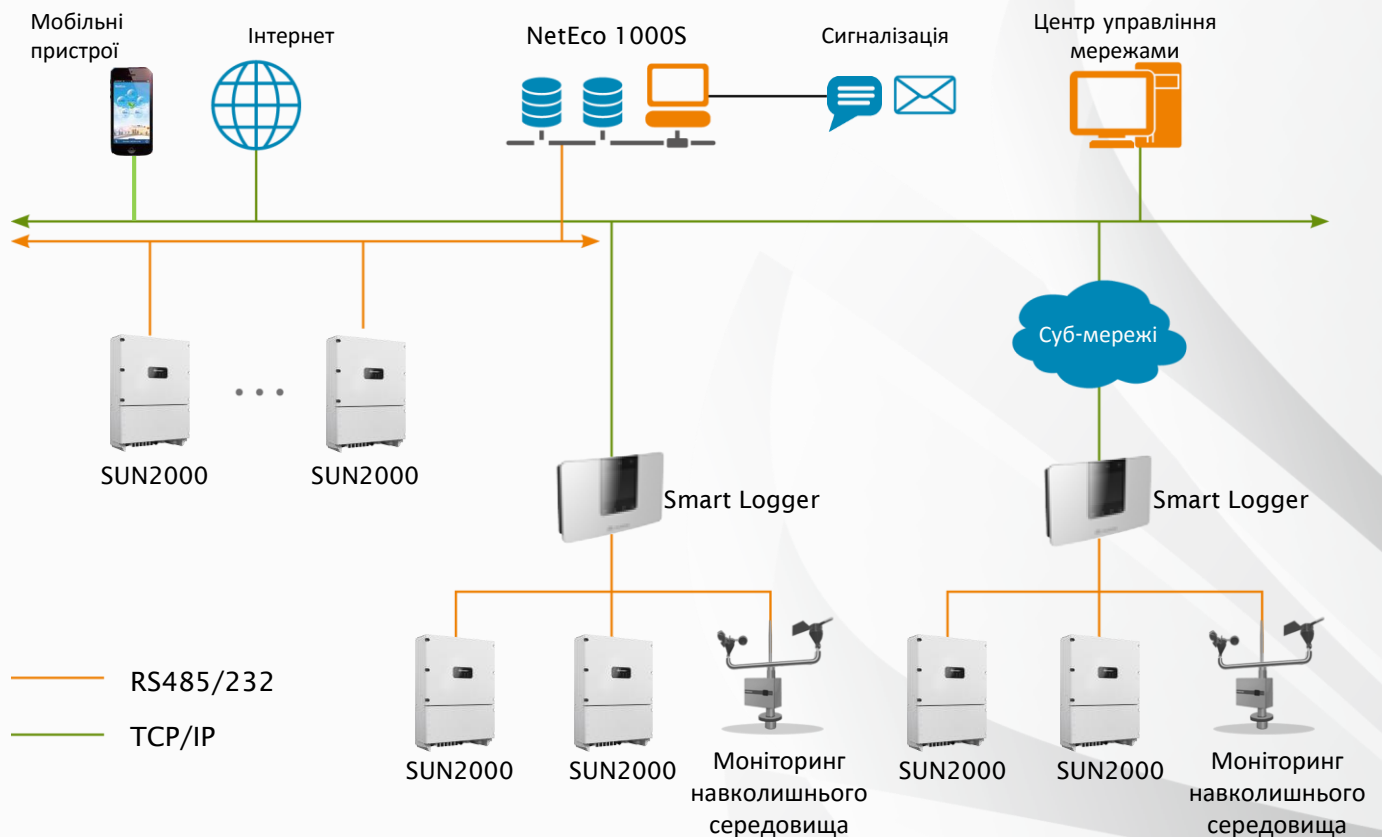 Мобільні
пристрої
Інтернет
NetEco 1000S
Сигналізація
Центр управління
мережами
Суб-мережі
SUN2000
SUN2000
Smart Logger
Smart Logger
RS485/232
TCP/IP
SUN2000
SUN2000
Моніторинг
навколишнього
середовища
SUN2000
SUN2000
Моніторинг
навколишнього
середовища